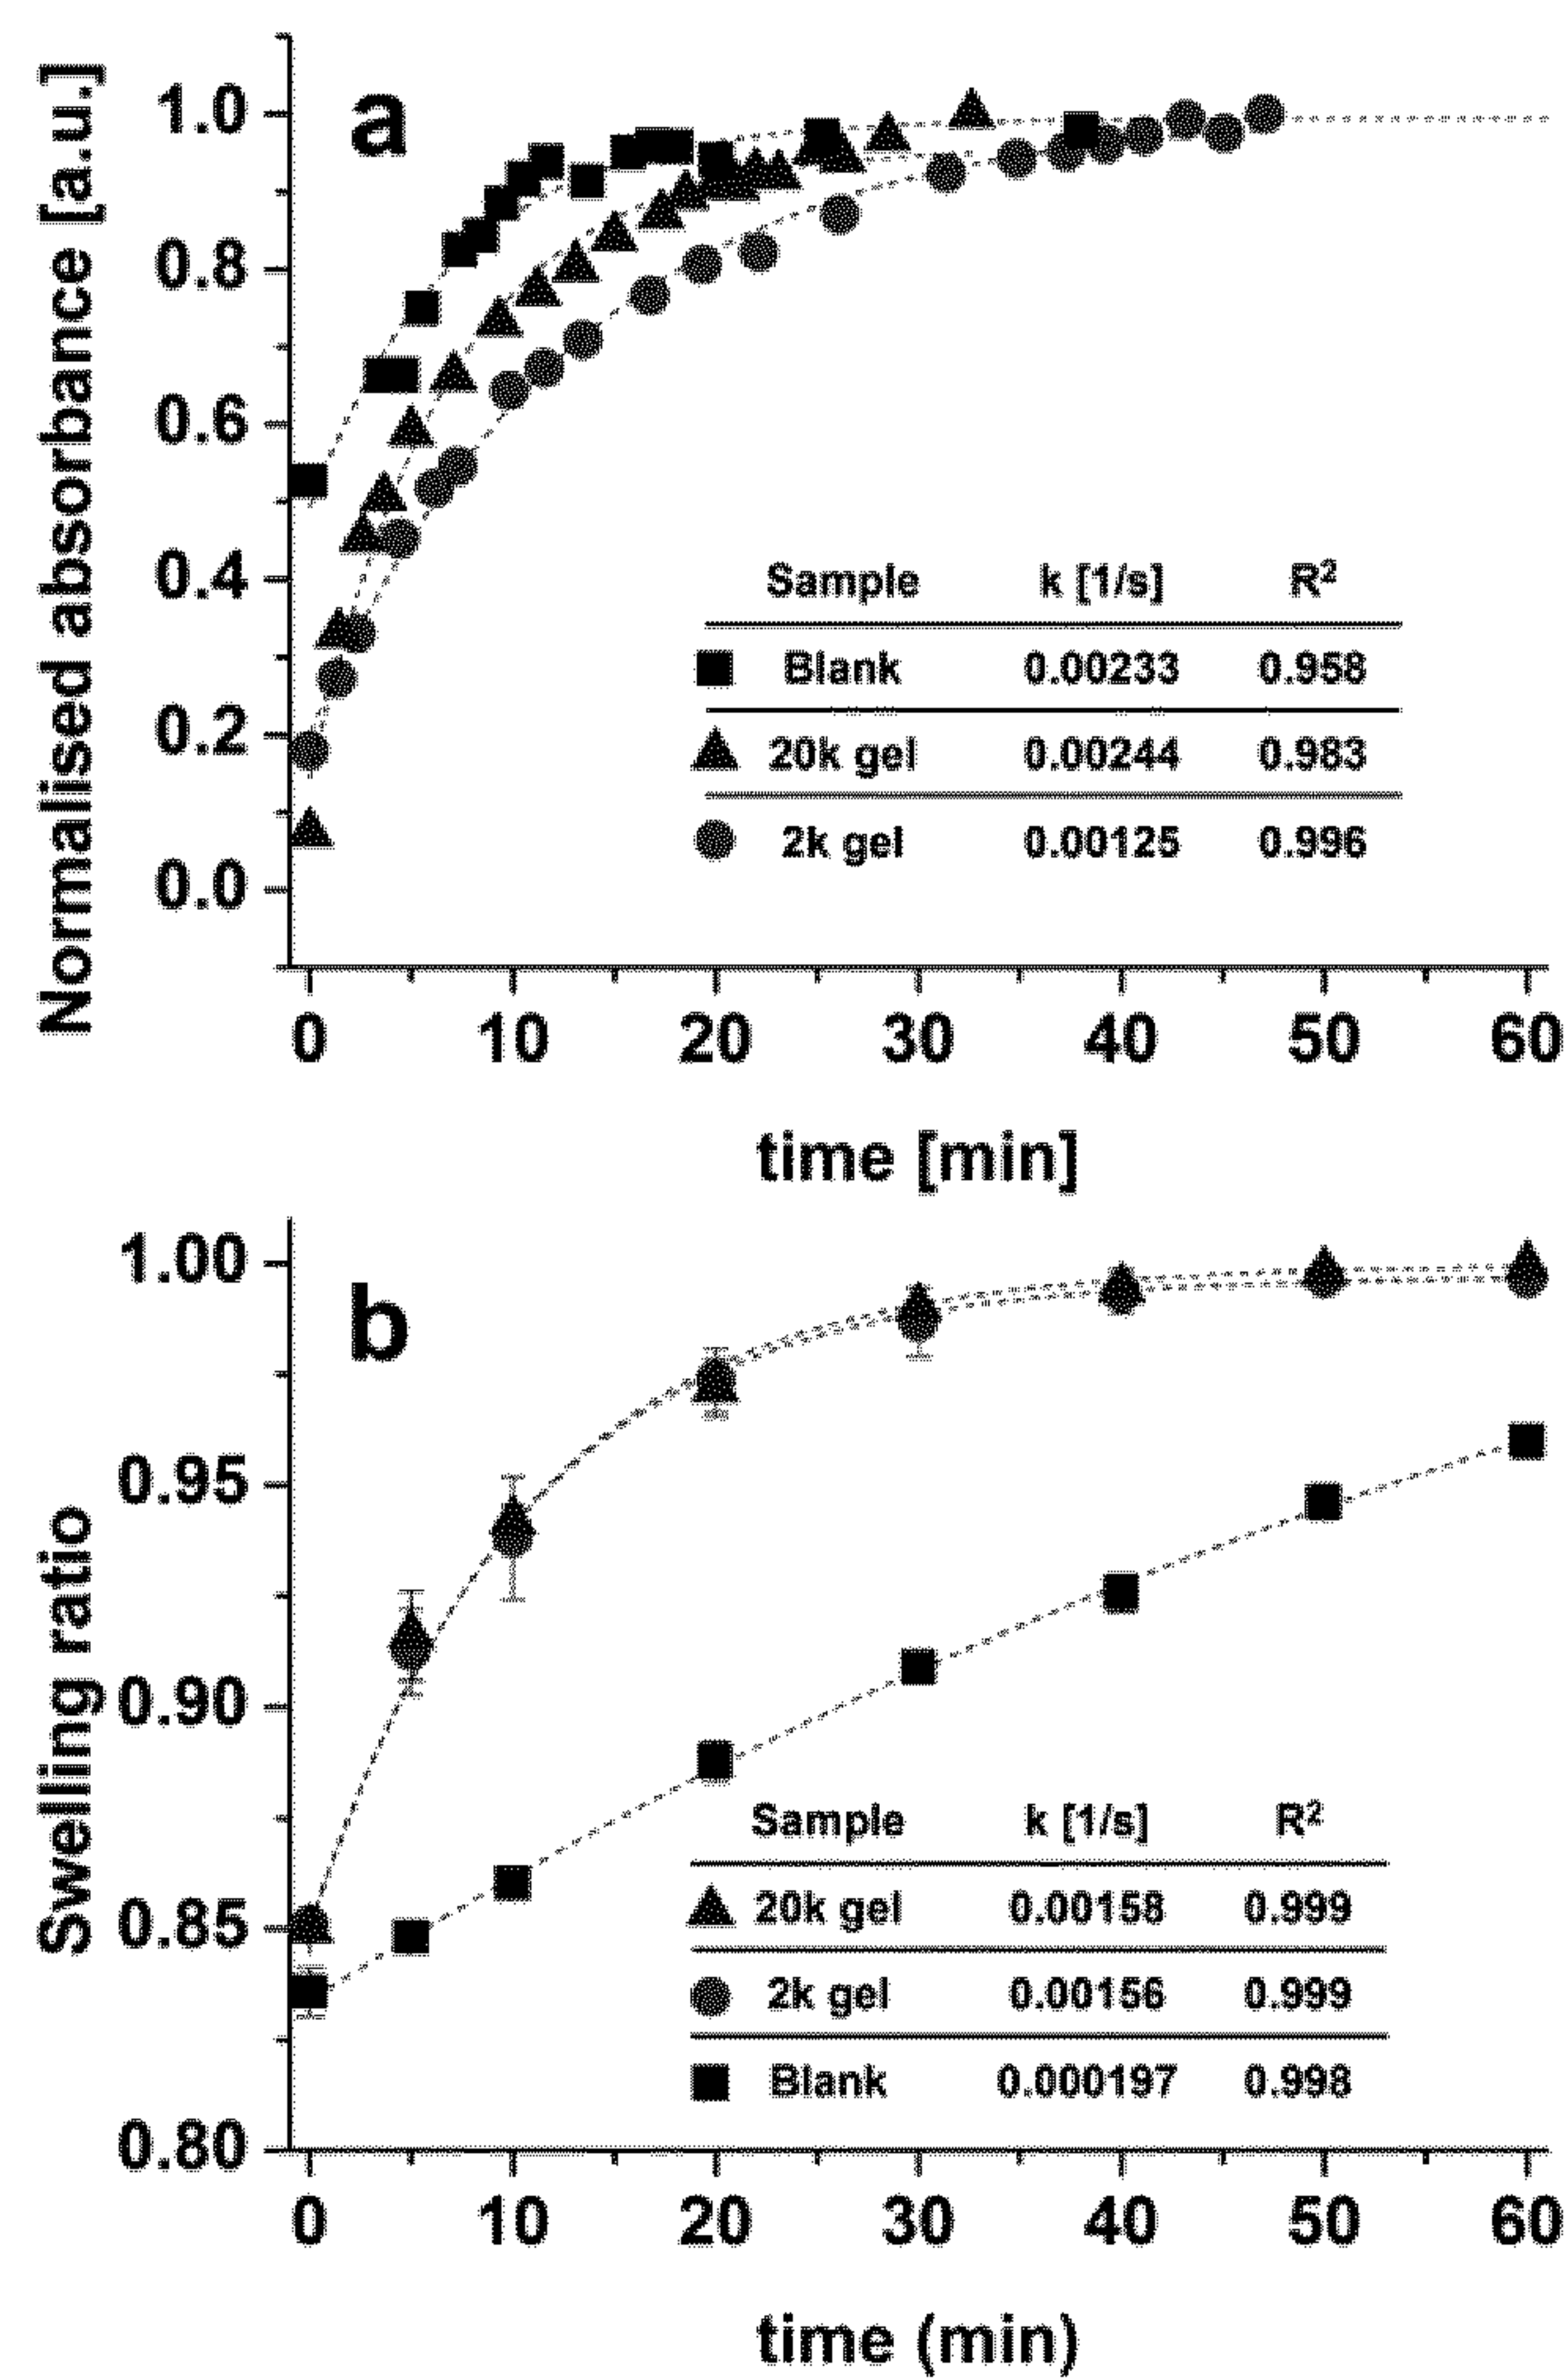 Normalised absorbance [a.u.]
a
1.0
0.8
0.6
0.4
0.2
0.0
Sample k [1/s] R²
Blank 0.00233 0.958
20k gel 0.00244 0.983
2k gel 0.00125 0.996
0 10 20 30 40 50 60
time [min]
Swelling ratio
b
1.00
0.95
0.90
0.85
0.80
Sample k [1/s] R²
20k gel 0.00158 0.999
2k gel 0.00156 0.999
Blank 0.000197 0.998
0 10 20 30 40 50 60
time (min)